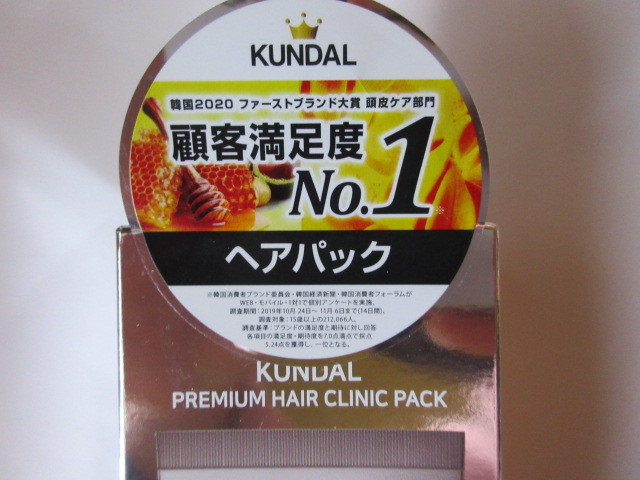 KUNDAL
韓国2020 ファーストブランド大賞 頭皮ケア部門
顧客満足度
No.1※
ヘアパック
※韓国消費者ブランド委員会・韓国経済新聞・韓国消費者フォーラムが
WEB・モバイル・1対1で個別アンケートを実施。
調査期間：2019年10月24日～11月6日まで(14日間)、
調査対象：15歳以上の212,066人。
調査基準：ブランドの満足度と期待に対し回答
各項目の満足度・期待度を7.0点満点で採点
5.24点を獲得し、一位となる。
KUNDAL
PREMIUM HAIR CLINIC PACK